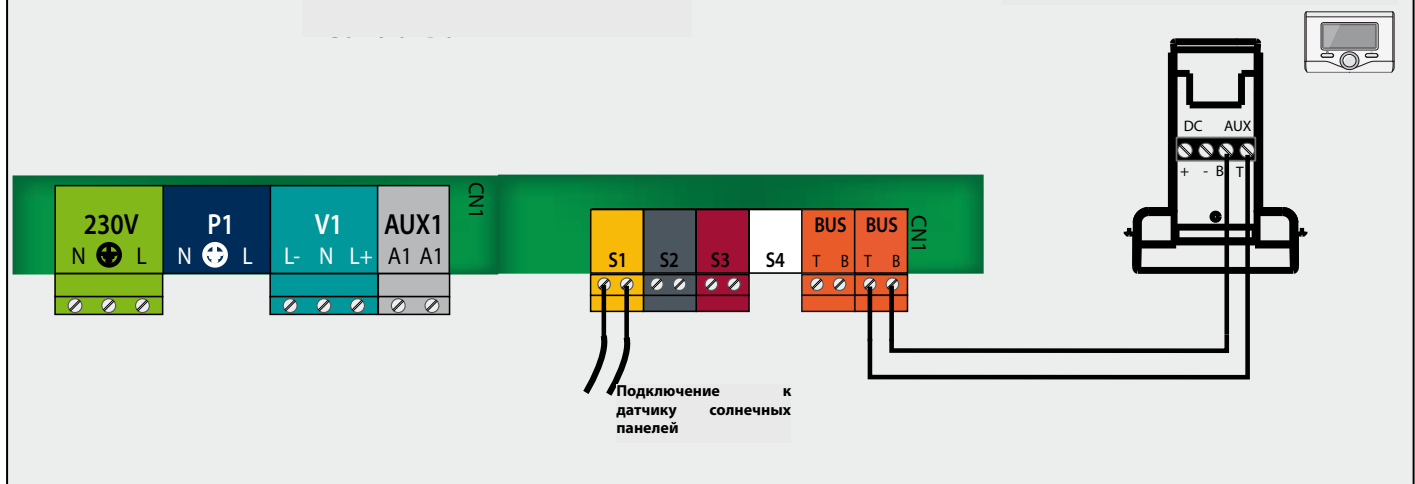 DC AUX
+ - B T
230V
N L
P1
N L
V1
L- N L+
AUX1
A1 A1
CN1
S1
S2
S3
S4
BUS BUS
T B T B
CN1
Подключение к
датчику солнечных
панелей